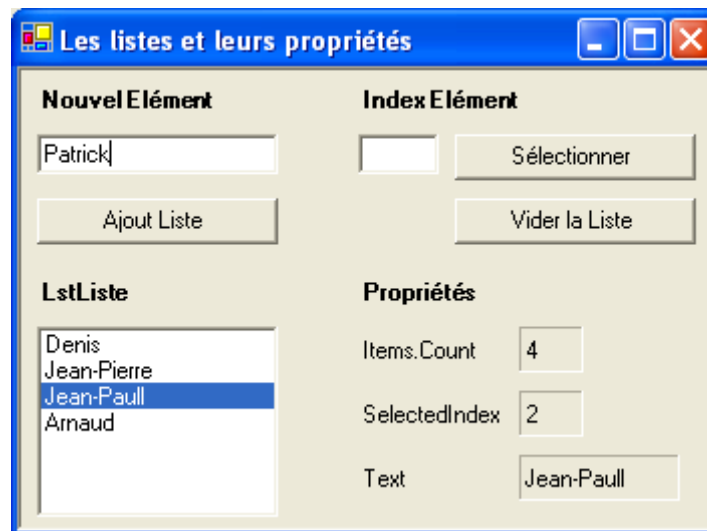 Les listes et leurs propriétés
Nouvel Elément
Index Elément
Patrick
Sélectionner
Ajout Liste
Vider la Liste
LstListe
Propriétés
Denis
Jean-Pierre
Jean-Paull
Arnaud
Items.Count
4
SelectedIndex
2
Text
Jean-Paull